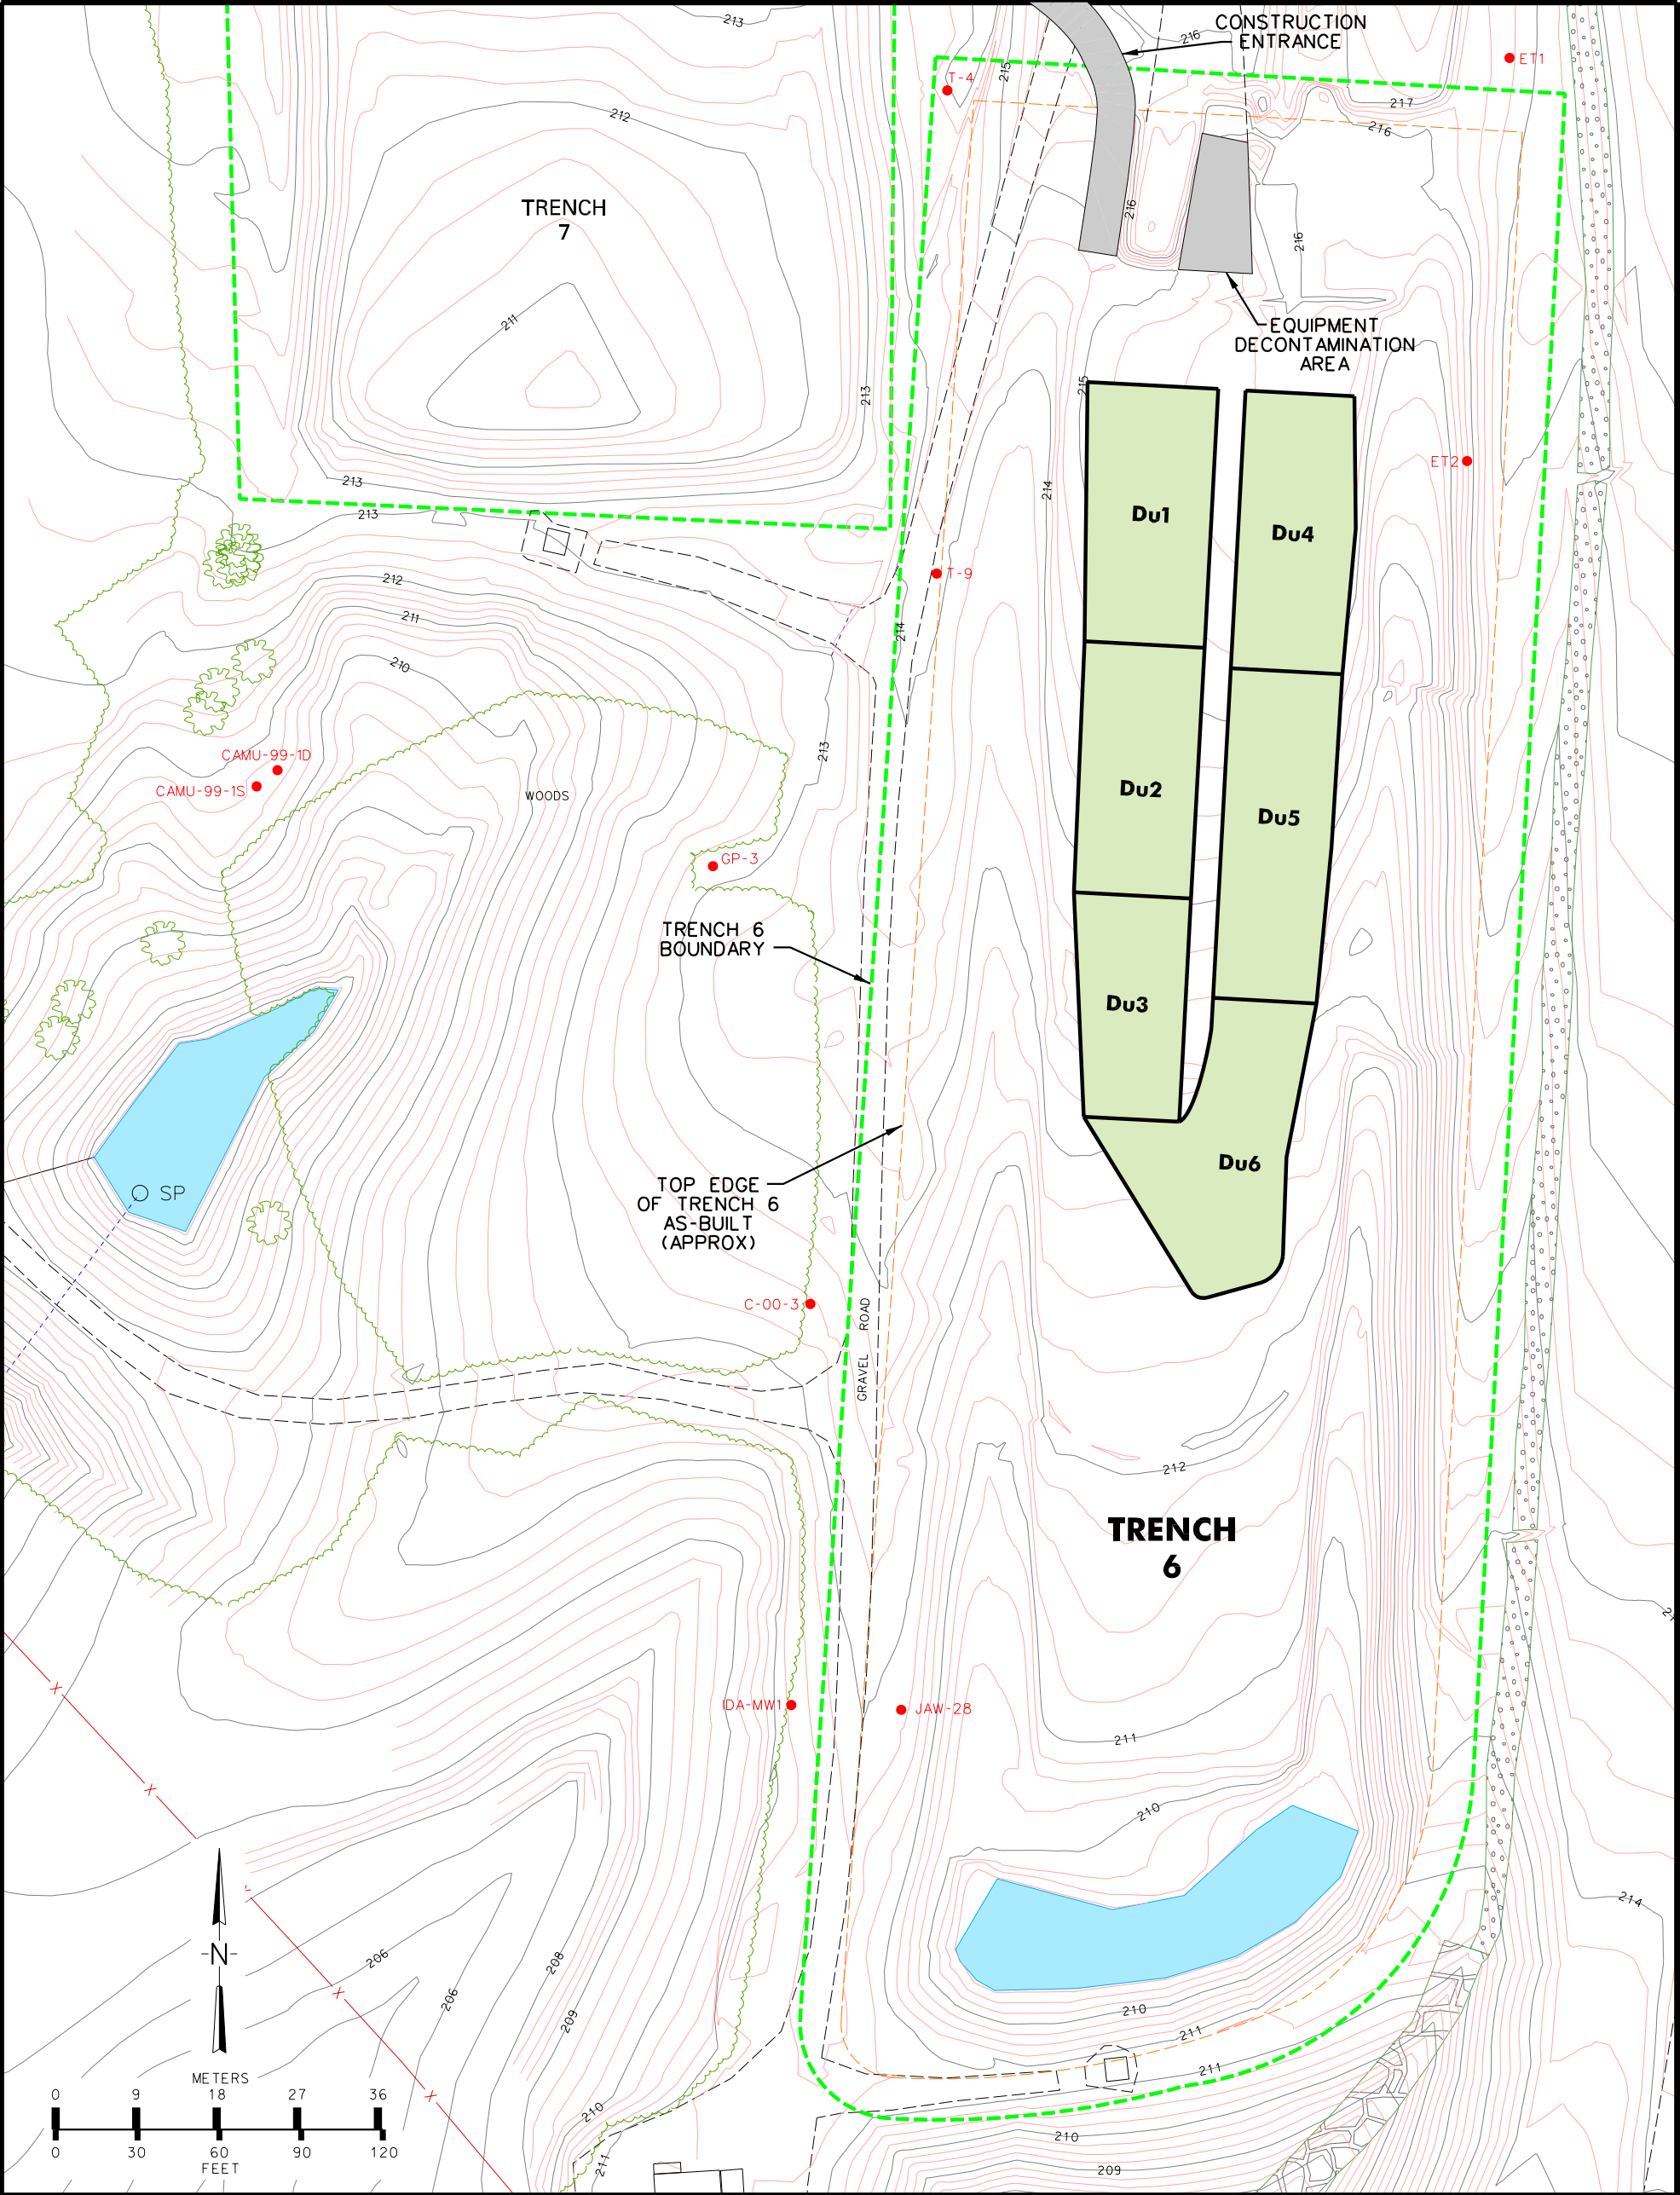 213
CONSTRUCTION
ENTRANCE
216
ET1
T-4
215
217
216
212
TRENCH
7
216
216
211
EQUIPMENT
DECONTAMINATION
AREA
215
213
213
214
ET2
213
Du1
Du4
T-9
212
211
214
210
213
CAMU-99-1D
CAMU-99-1S
WOODS
Du2
Du5
GP-3
TRENCH 6
BOUNDARY
Du3
SP
TOP EDGE
OF TRENCH 6
AS-BUILT
(APPROX)
Du6
C-00-3
GRAVEL ROAD
212
TRENCH
6
X
IDA-MW1
JAW-28
211
X
210
214
-N-
206
208
X
206
209
210
211
211
METERS
0 9 18 27 36
X
0 30 60 90 120
FEET
210
211
210
209